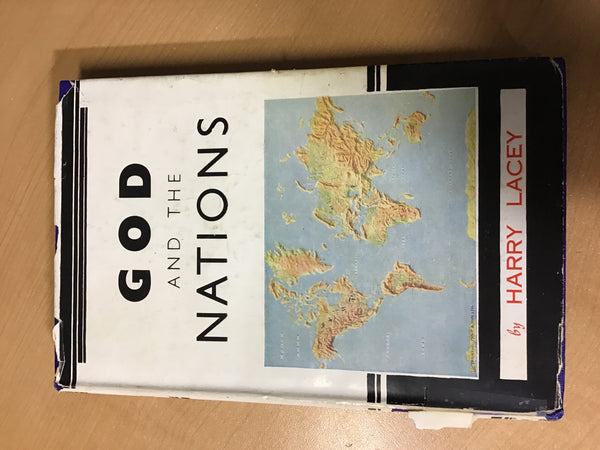 GOD
AND THE
NATIONS
by HARRY LACEY